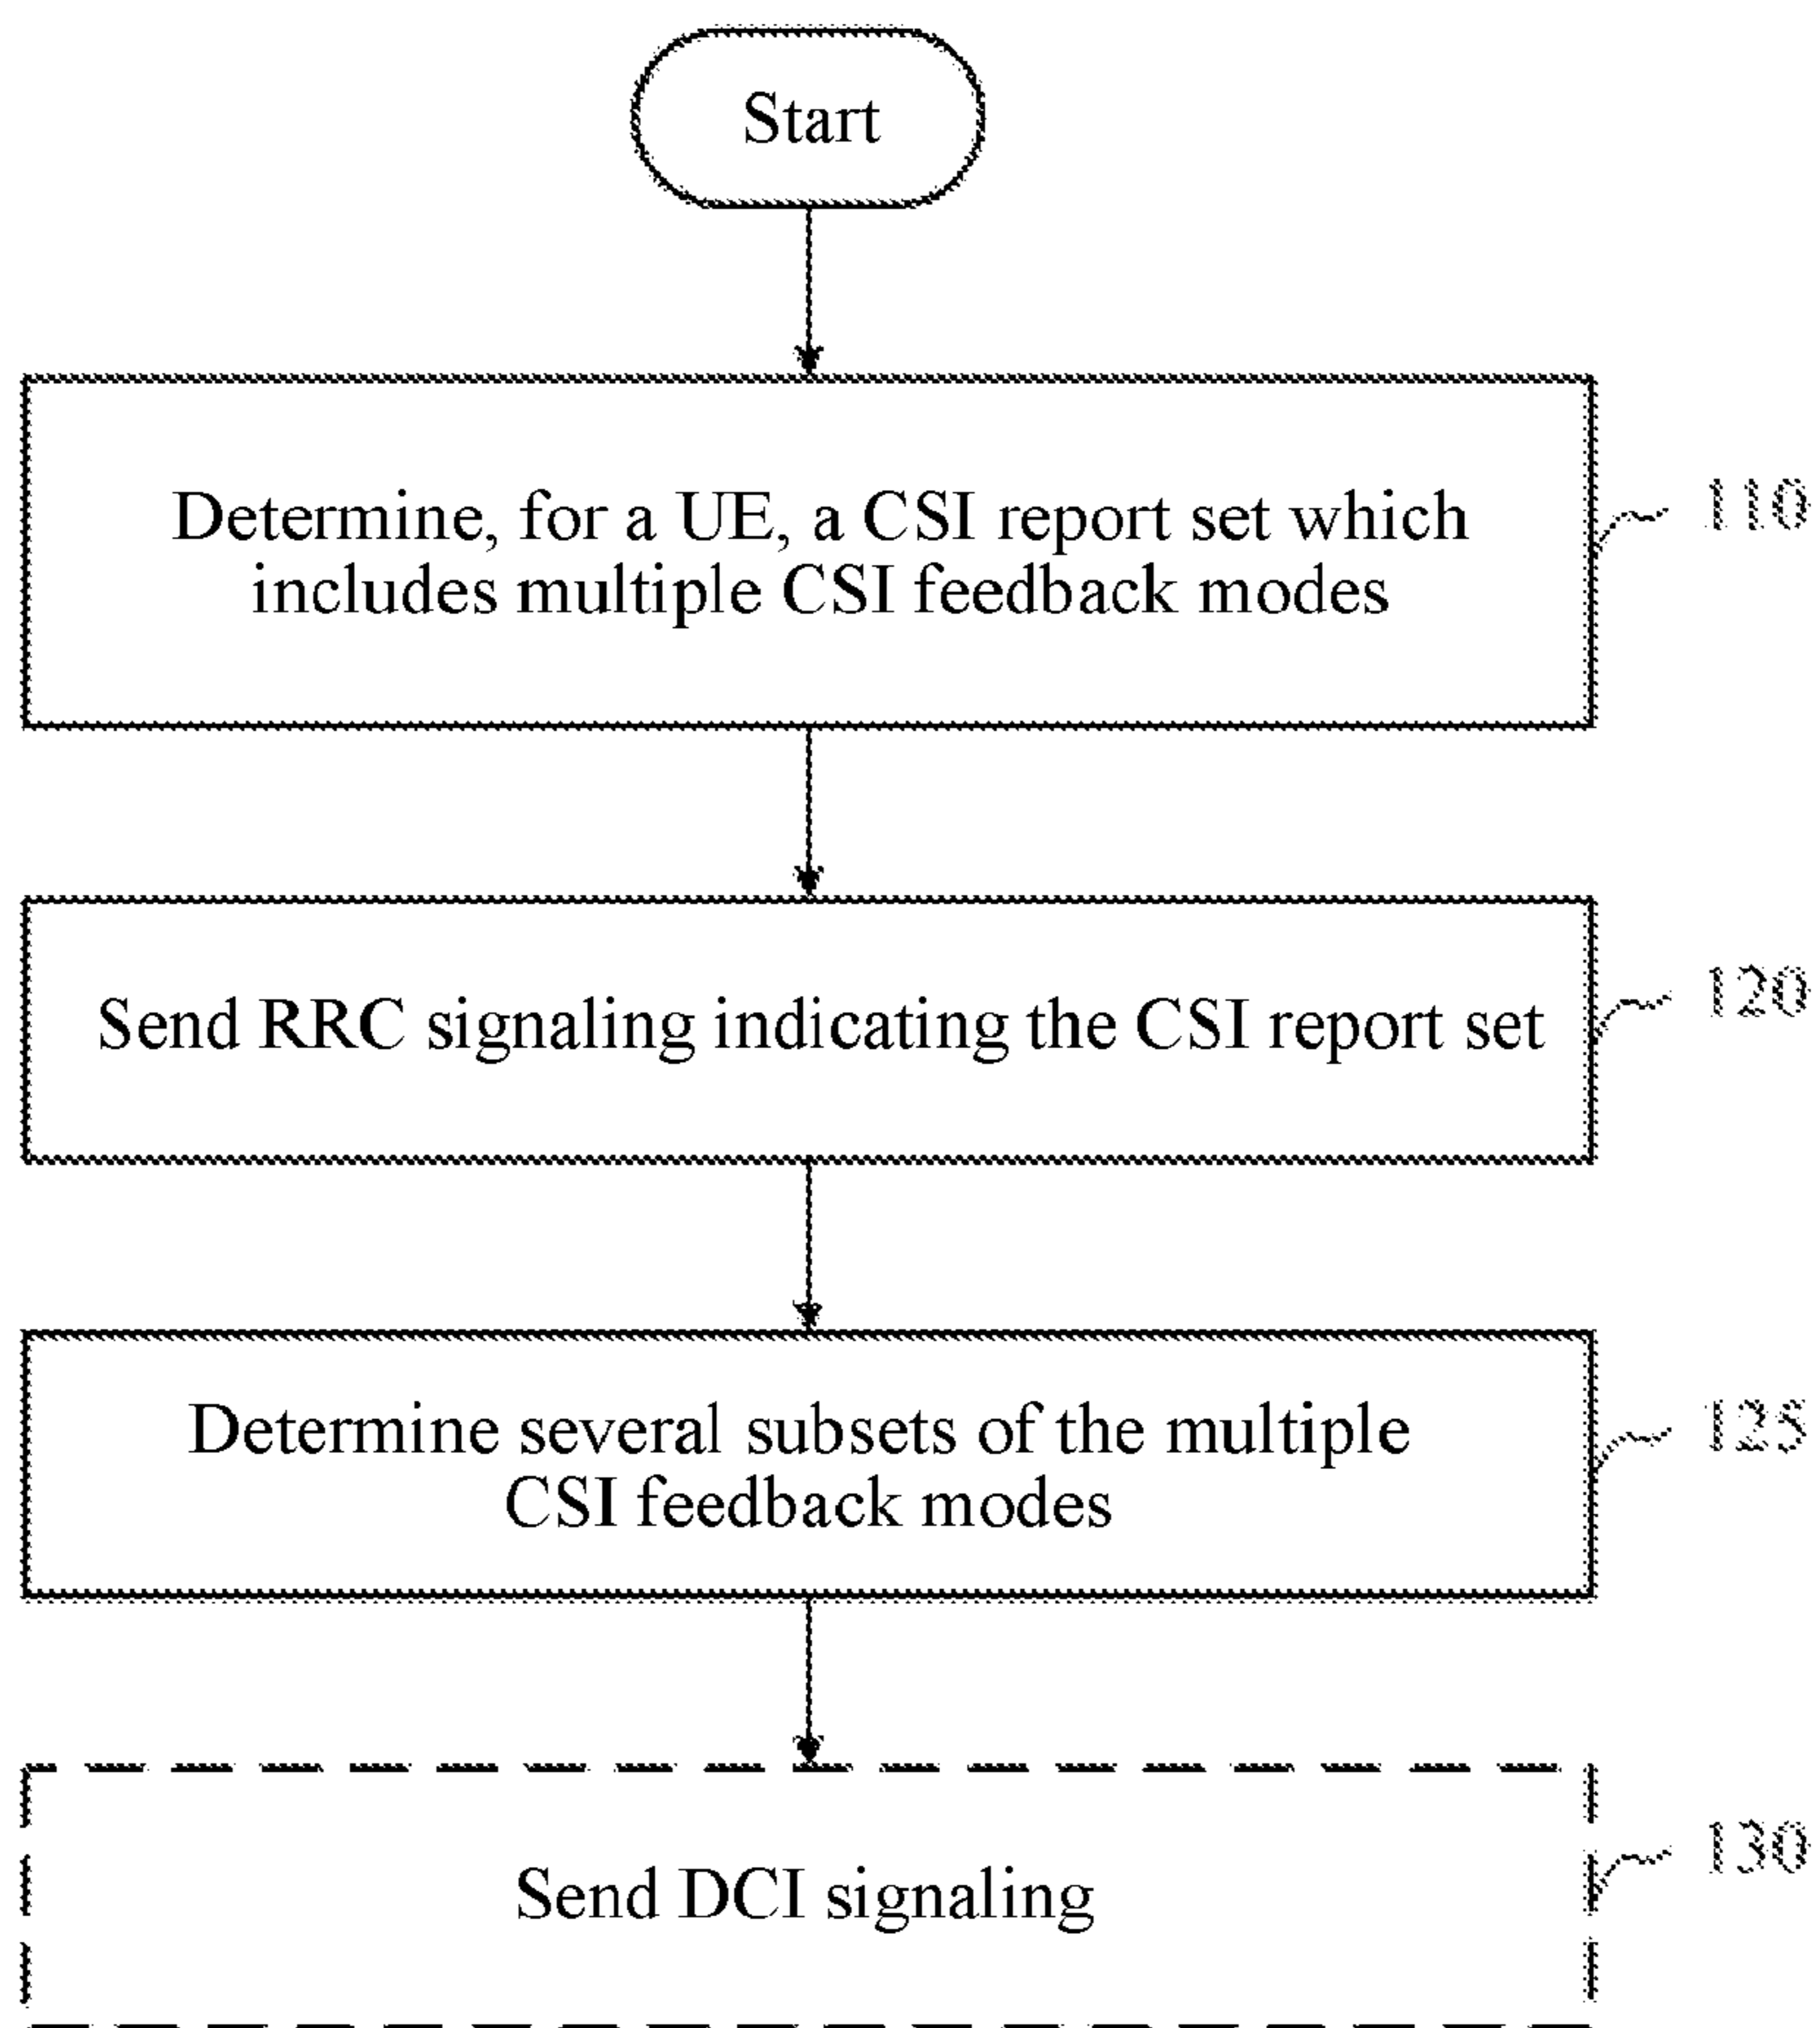 Start
Determine, for a UE, a CSI report set which
includes multiple CSI feedback modes
110
Send RRC signaling indicating the CSI report set
120
Determine several subsets of the multiple
CSI feedback modes
125
Send DCI signaling
130